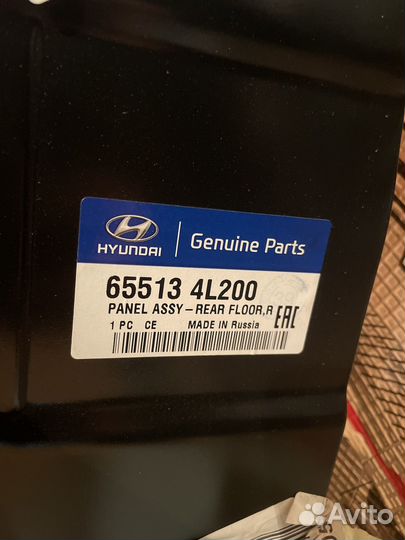 HYUNDAI
Genuine Parts
65513 4L200
PANEL ASSY-REAR FLOOR,R
1 PC CE MADE IN Russia
EAC
Avito